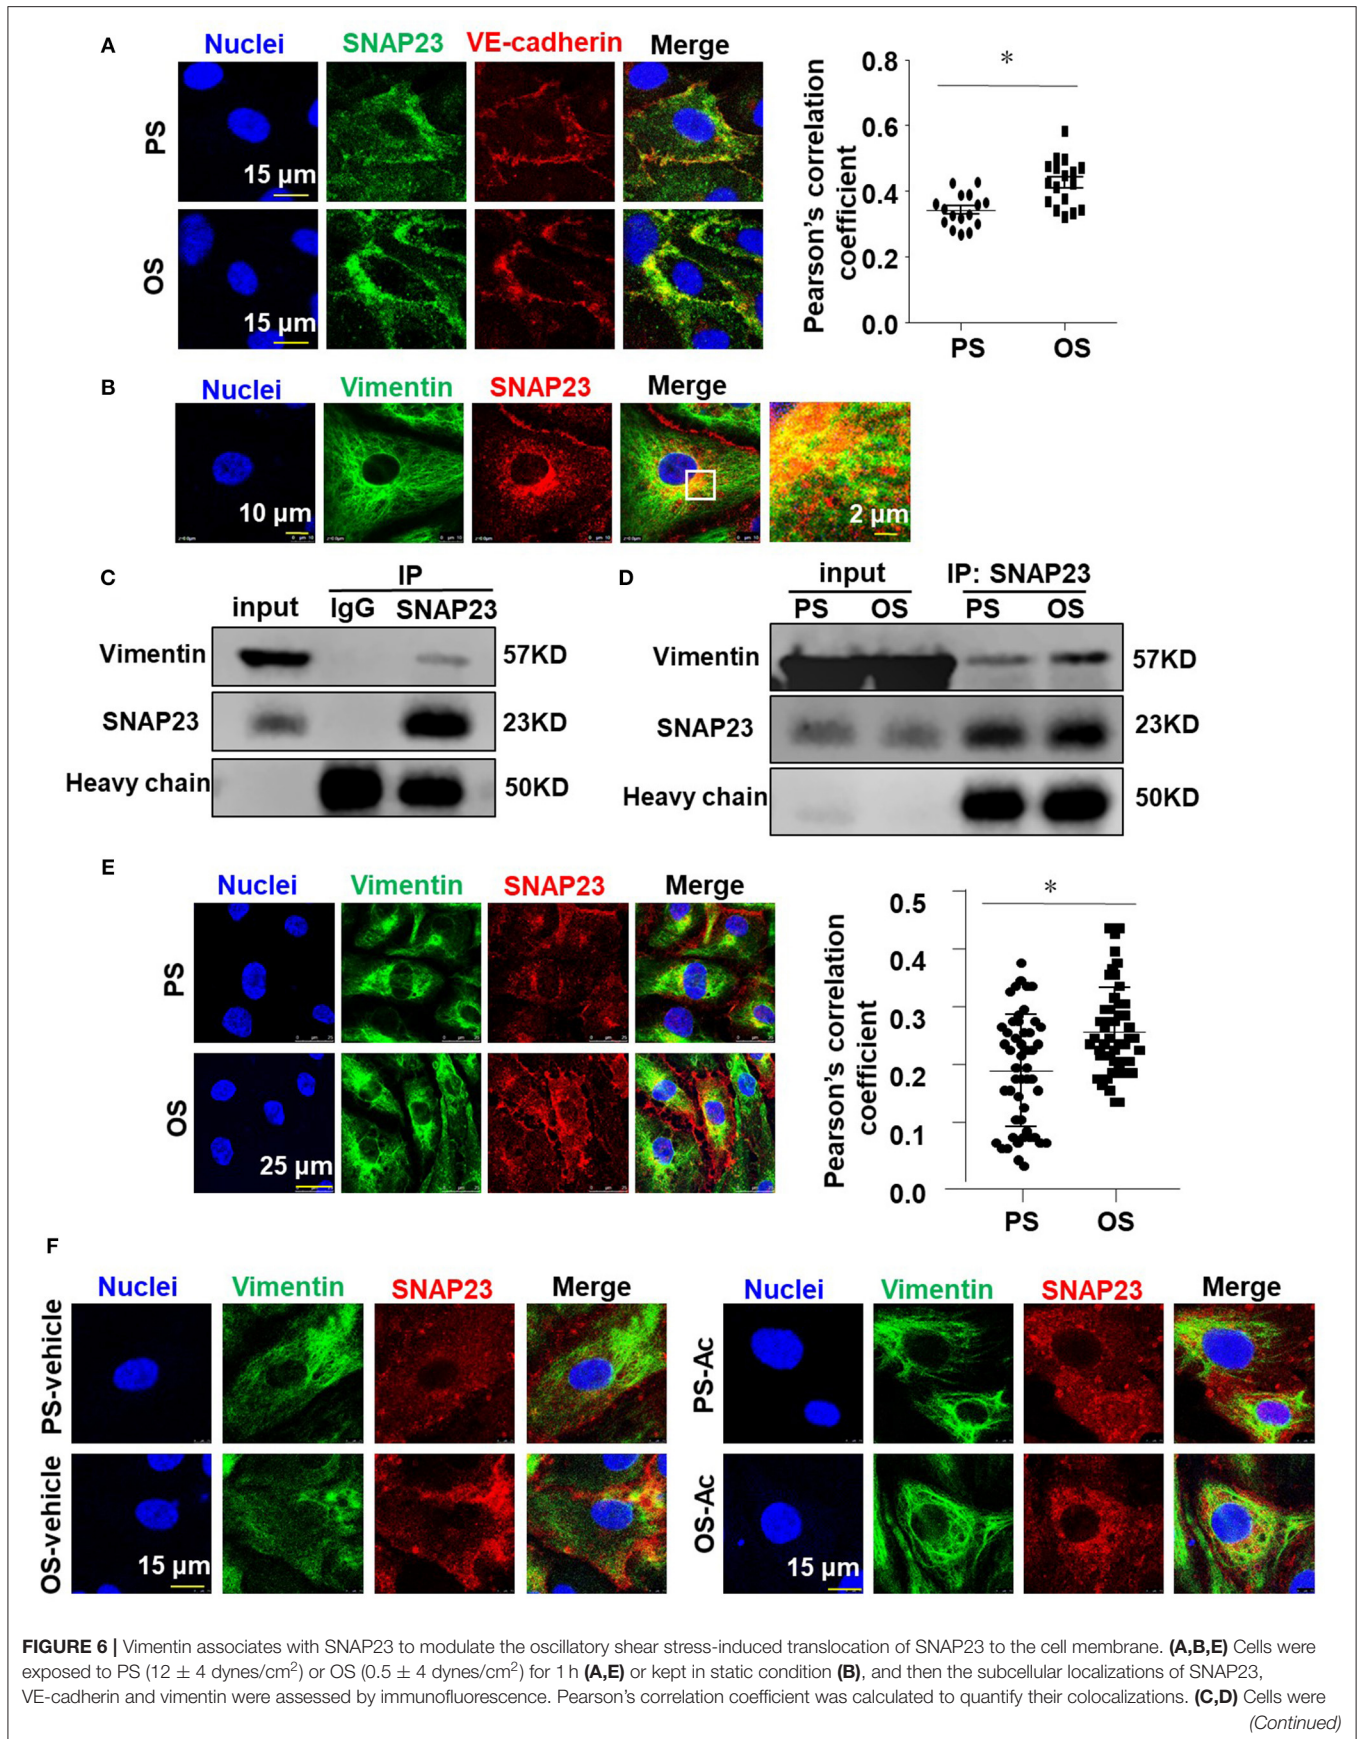 A
Nuclei SNAP23 VE-cadherin Merge
PS
15 µm
OS
15 µm
Pearson's correlation
coefficient
0.8
0.6
0.4
0.2
0.0
*
PS OS
B
Nuclei Vimentin SNAP23 Merge
10 µm
2 µm
C
IP
input IgG SNAP23
Vimentin 57KD
SNAP23 23KD
Heavy chain 50KD
D
input IP: SNAP23
PS OS PS OS
Vimentin 57KD
SNAP23 23KD
Heavy chain 50KD
E
Nuclei Vimentin SNAP23 Merge
PS
OS
25 µm
Pearson's correlation
coefficient
0.5
0.4
0.3
0.2
0.1
0.0
*
PS OS
F
Nuclei Vimentin SNAP23 Merge
PS-vehicle
OS-vehicle
15 µm
Nuclei Vimentin SNAP23 Merge
PS-Ac
OS-Ac
15 µm
FIGURE 6 | Vimentin associates with SNAP23 to modulate the oscillatory shear stress-induced translocation of SNAP23 to the cell membrane. (A,B,E) Cells were
exposed to PS (12 ± 4 dynes/cm²) or OS (0.5 ± 4 dynes/cm²) for 1 h (A,E) or kept in static condition (B), and then the subcellular localizations of SNAP23,
VE-cadherin and vimentin were assessed by immunofluorescence. Pearson's correlation coefficient was calculated to quantify their colocalizations. (C,D) Cells were
(Continued)